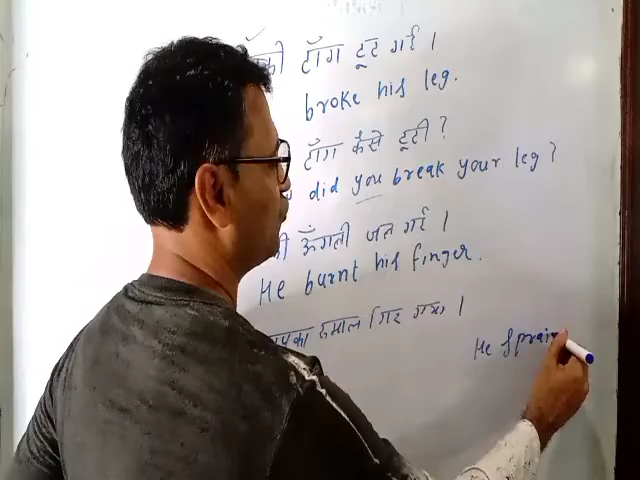 की टाँग टूट गई ।
broke his leg.
टाँग कैसे टूटी ?
did you break your leg ?
की ऊँगली जल गई ।
He burnt his finger.
आपका रुमाल गिर गया ।
He sprain